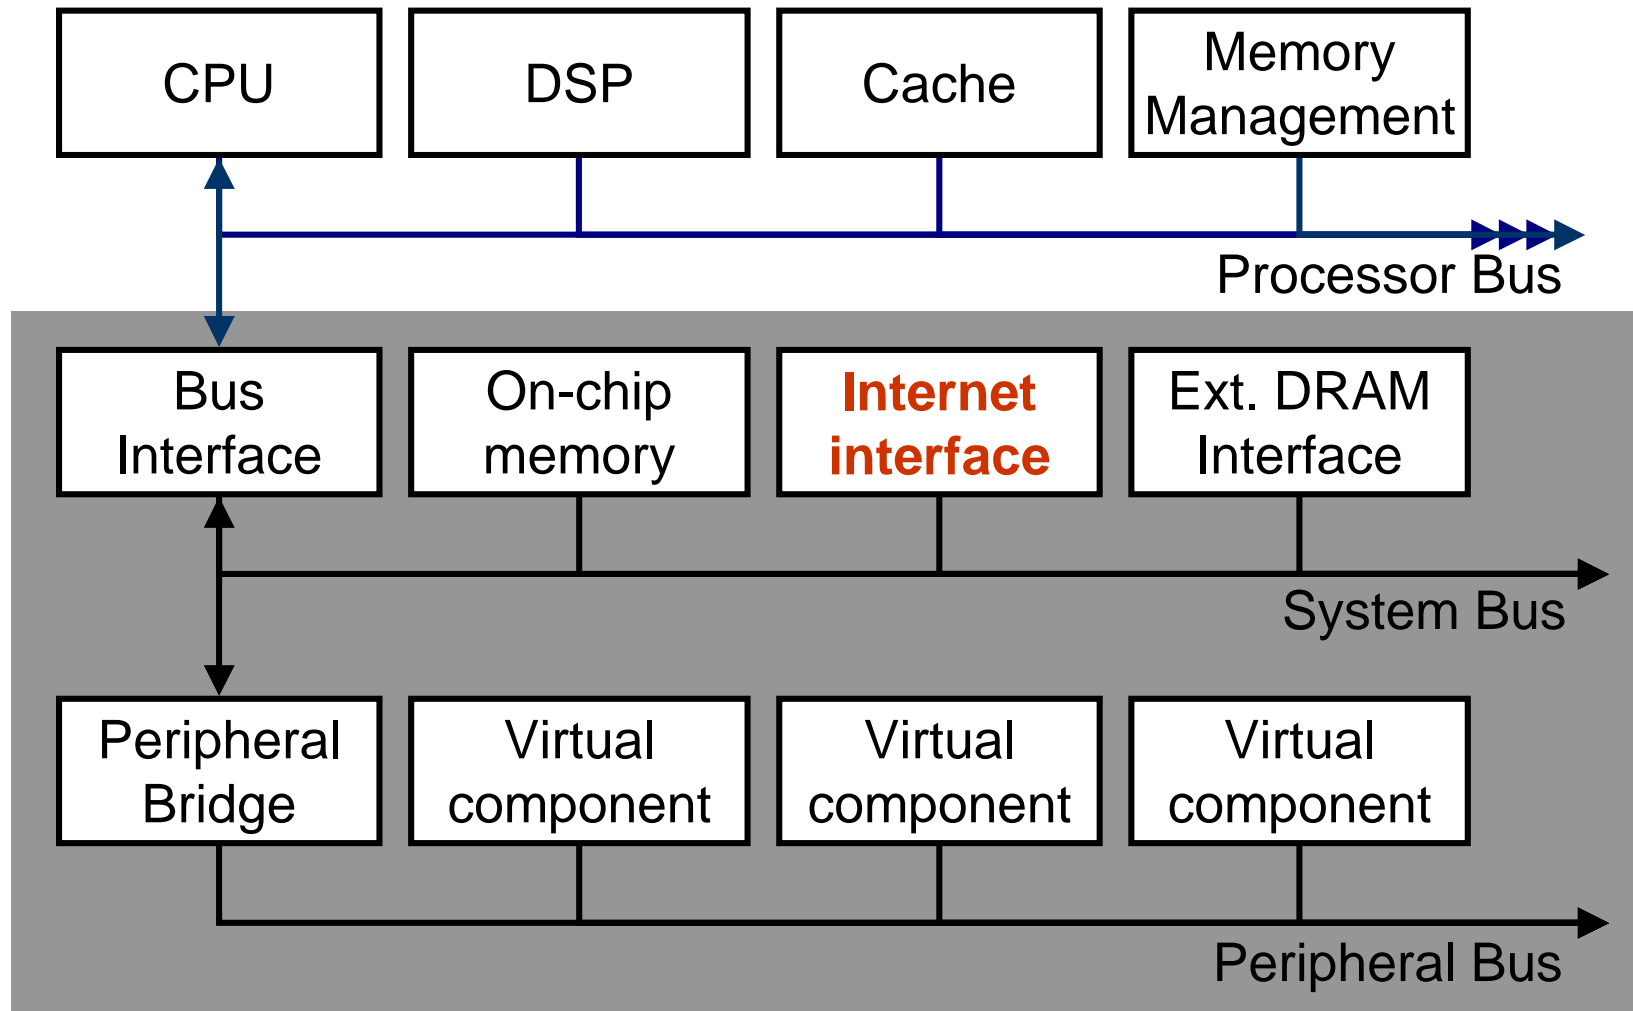 CPU
DSP
Cache
Memory
Management
Processor Bus
Bus
Interface
On-chip
memory
Internet
interface
Ext. DRAM
Interface
System Bus
Peripheral
Bridge
Virtual
component
Virtual
component
Virtual
component
Peripheral Bus